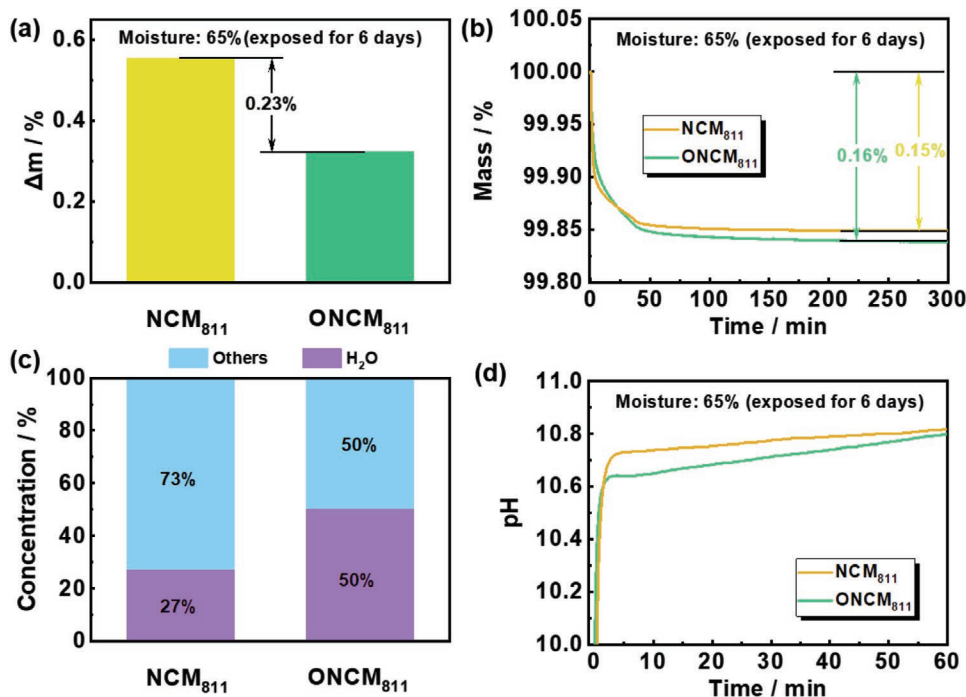 (a)
Moisture: 65% (exposed for 6 days)
0.6
0.4
0.2
0.0
Δm / %
0.23%
NCM₈₁₁
ONCM₈₁₁
(b)
Moisture: 65% (exposed for 6 days)
100.05
100.00
99.95
99.90
99.85
99.80
Mass / %
NCM₈₁₁
ONCM₈₁₁
0.16%
0.15%
0
50
100
150
200
250
300
Time / min
(c)
Others
H₂O
100
80
60
40
20
0
Concentration / %
73%
27%
50%
50%
NCM₈₁₁
ONCM₈₁₁
(d)
Moisture: 65% (exposed for 6 days)
11.0
10.8
10.6
10.4
10.2
10.0
pH
NCM₈₁₁
ONCM₈₁₁
0
10
20
30
40
50
60
Time / min